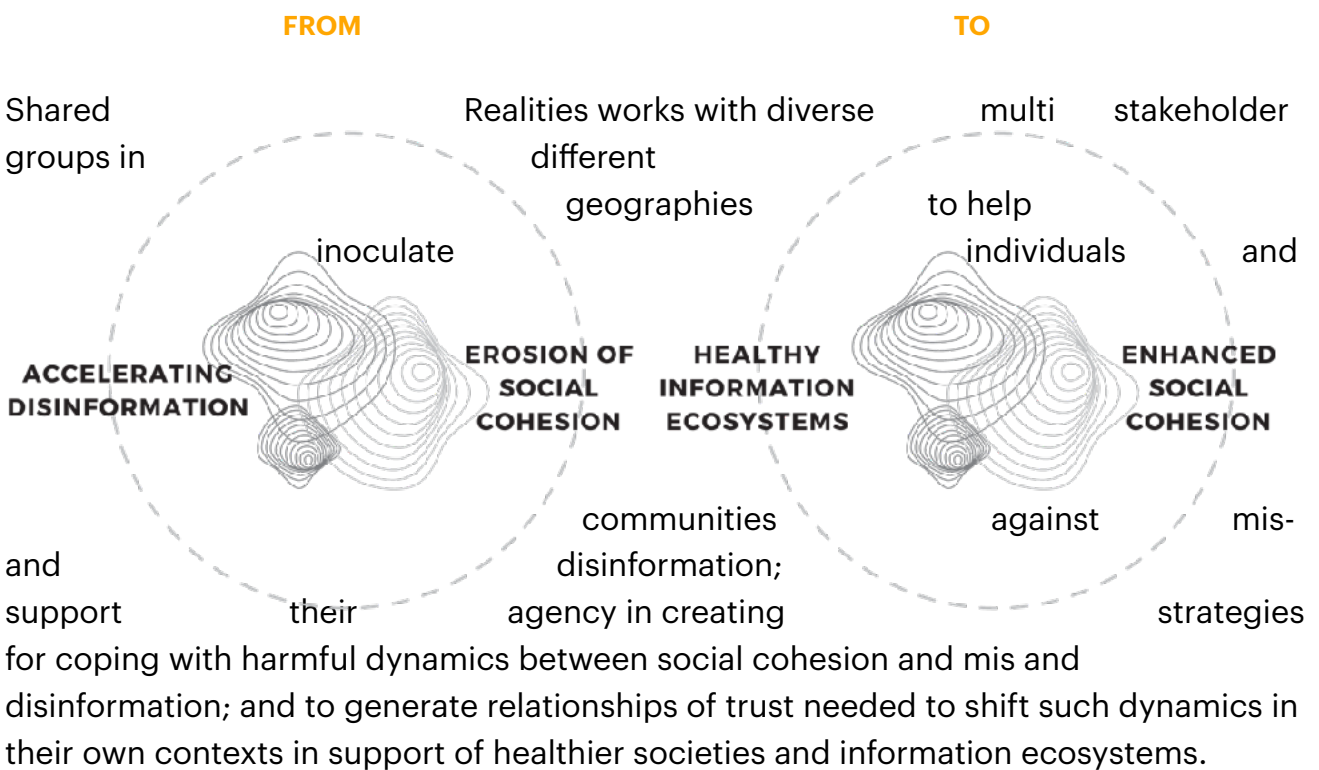 FROM TO
Shared Realities works with diverse multi stakeholder
groups in different
geographies to help
inoculate individuals and
ACCELERATING
DISINFORMATION
EROSION OF
SOCIAL
COHESION
HEALTHY
INFORMATION
ECOSYSTEMS
ENHANCED
SOCIAL
COHESION
communities against mis-
and disinformation;
support their agency in creating strategies
for coping with harmful dynamics between social cohesion and mis and
disinformation; and to generate relationships of trust needed to shift such dynamics in
their own contexts in support of healthier societies and information ecosystems.